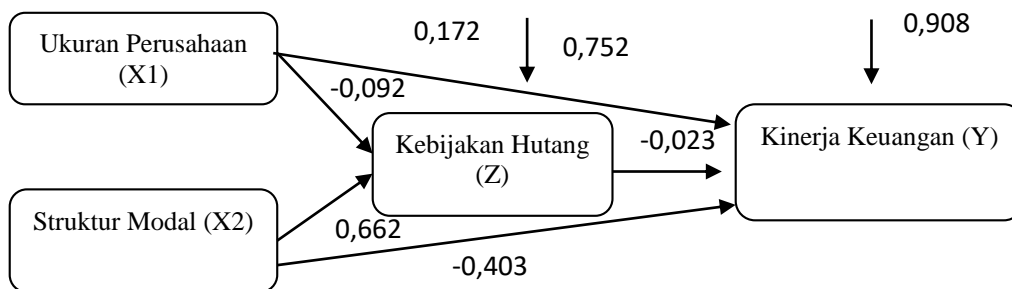 Ukuran Perusahaan
(X1)
0,172
0,752
0,908
-0,092
Kebijakan Hutang
(Z)
-0,023
Kinerja Keuangan (Y)
Struktur Modal (X2)
0,662
-0,403